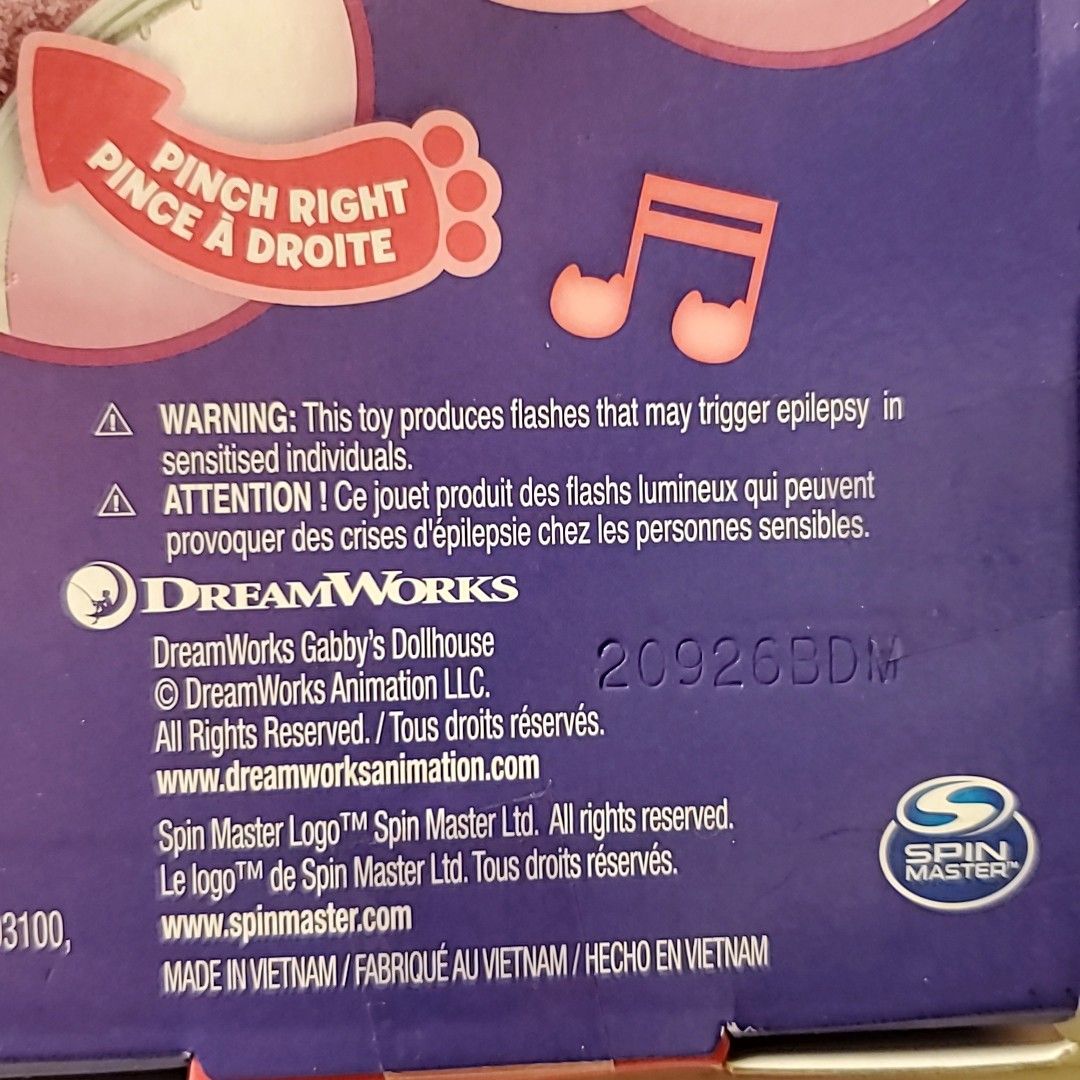 PINCH RIGHT
PINCE À DROITE
WARNING: This toy produces flashes that may trigger epilepsy in
sensitised individuals.
ATTENTION ! Ce jouet produit des flashs lumineux qui peuvent
provoquer des crises d'épilepsie chez les personnes sensibles.
DREAMWORKS
DreamWorks Gabby's Dollhouse
© DreamWorks Animation LLC.
All Rights Reserved. / Tous droits réservés.
www.dreamworksanimation.com
20926BDM
Spin Master Logo™ Spin Master Ltd. All rights reserved.
Le logo™ de Spin Master Ltd. Tous droits réservés.
www.spinmaster.com
MADE IN VIETNAM / FABRIQUÉ AU VIETNAM / HECHO EN VIETNAM
SPIN
MASTER™
3100,